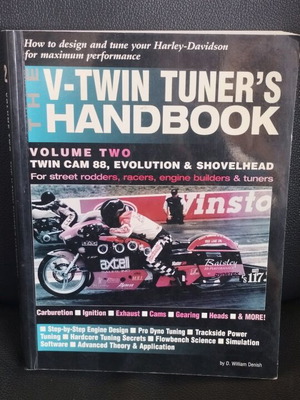 How to design and tune your Harley-Davidson
for maximum performance
THE
V-TWIN TUNER'S
HANDBOOK
VOLUME TWO
TWIN CAM 88, EVOLUTION & SHOVELHEAD
For street rodders, racers, engine builders & tuners
Winston
axtell
Baisley
$117
Carburetion ■ Ignition ■ Exhaust ■ Cams ■ Gearing ■ Heads ■ & MORE!
■ Step-by-Step Engine Design ■ Pro Dyno Tuning ■ Trackside Power
Tuning ■ Hardcore Tuning Secrets ■ Flowbench Science ■ Simulation
Software ■ Advanced Theory & Application
by D. William Denish